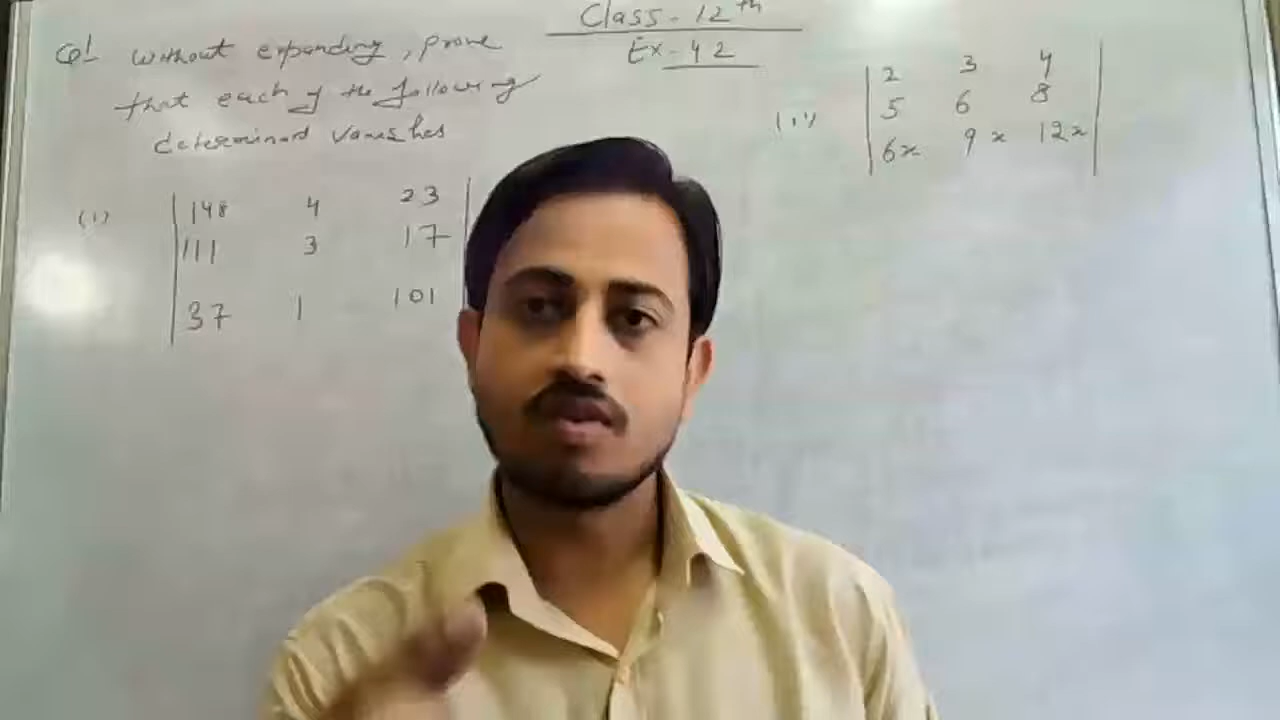 Class - 12th
Ex - 4.2
Q1 Without expanding, prove
that each of the following
determinant vanishes
(i) | 148 4 23 |
| 111 3 17
| 37 1 101
(ii) | 2 3 4 |
| 5 6 8 |
| 6x 9x 12x |